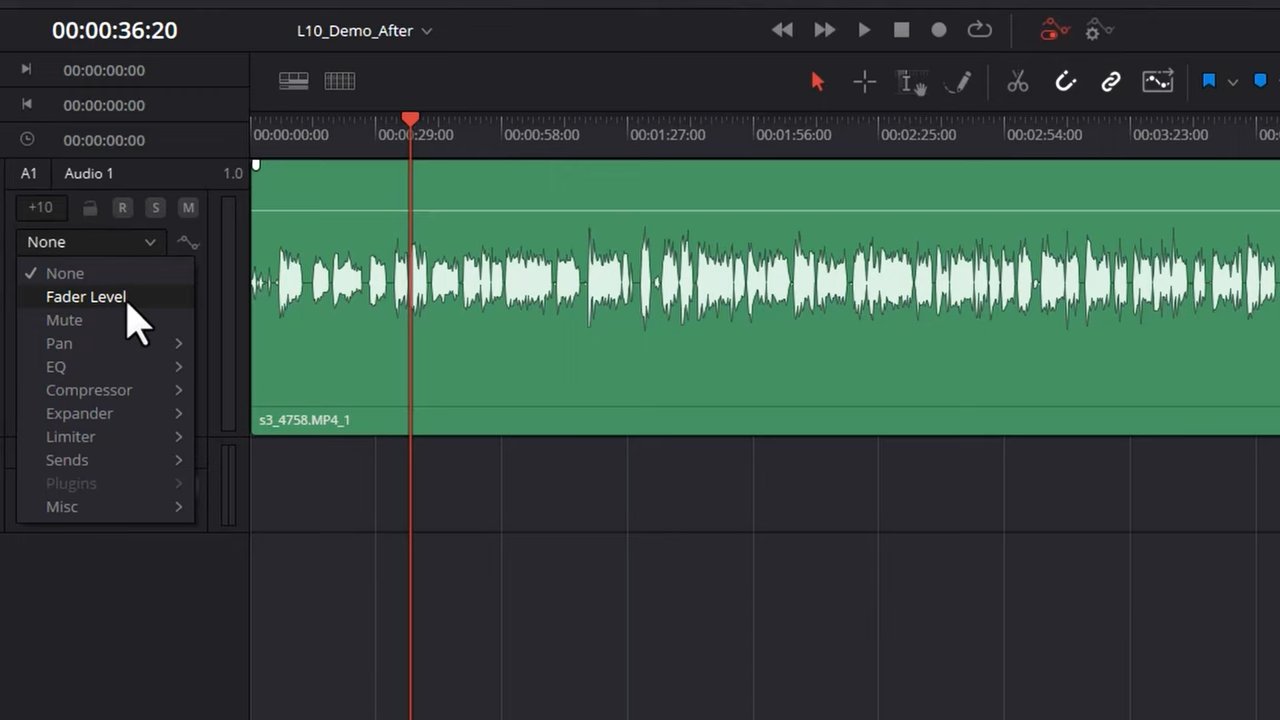 00:00:36:20
L10_Demo_After
00:00:00:00
00:00:00:00
00:00:00:00
00:00:00:00 00:00:29:00 00:00:58:00 00:01:27:00 00:01:56:00 00:02:25:00 00:02:54:00 00:03:23:00
A1 Audio 1 1.0
+10 R S M
None
None
Fader Level
Mute
Pan
EQ
Compressor
Expander
Limiter
Sends
Plugins
Misc
s3_4758.MP4_1